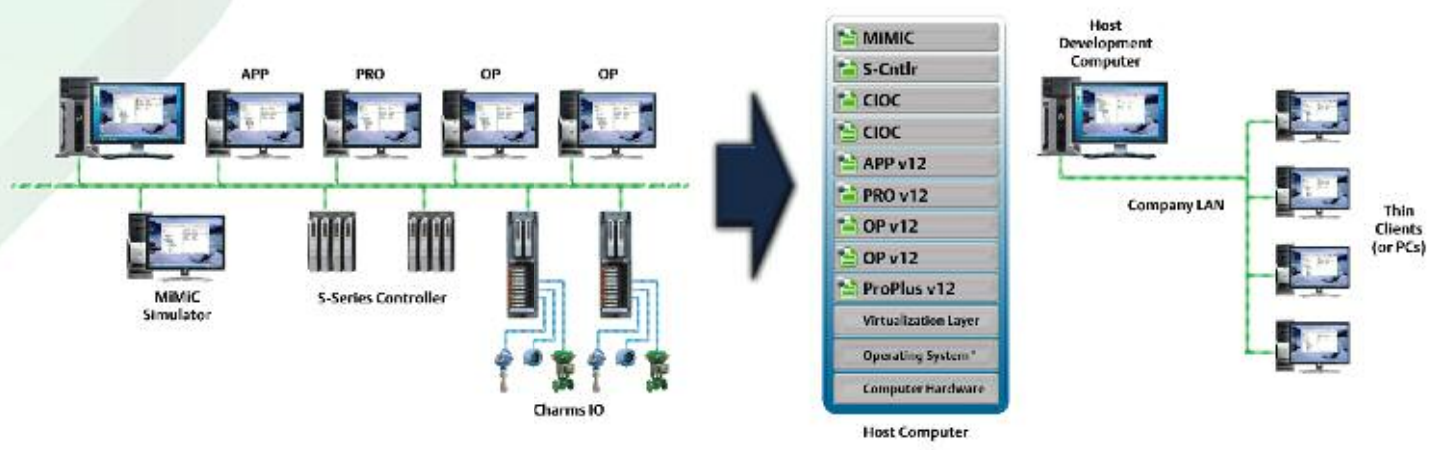 APP
PRO
OP
OP
MiMiC
Simulator
S-Series Controller
Charms IO
MIMIC
S-Cntlr
CIOC
CIOC
APP v12
PRO v12
OP v12
OP v12
ProPlus v12
Virtualization Layer
Operating System*
Computer Hardware
Host Computer
Host
Development
Computer
Company LAN
Thin
Clients
(or PCs)